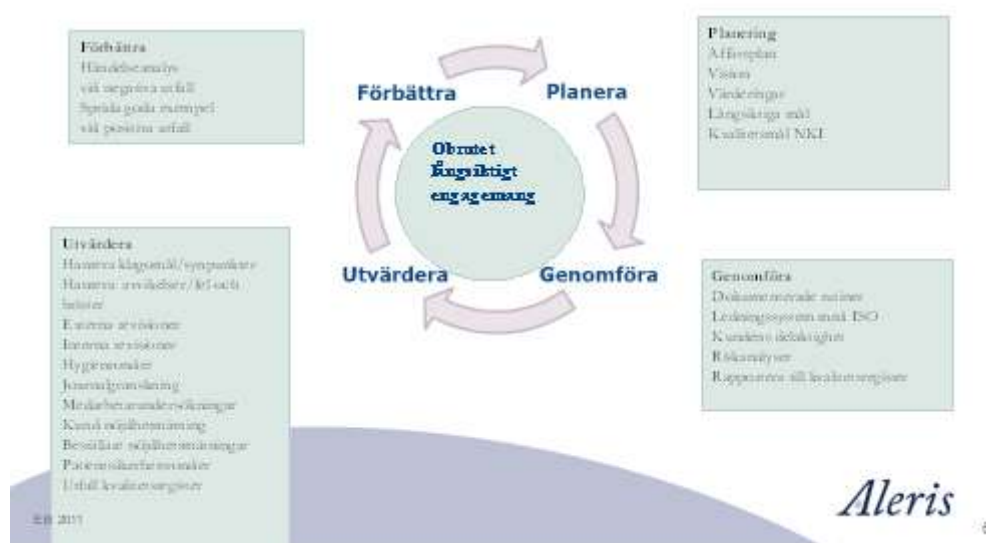 Förbättra
Händelseanalys
vid negativa utfall
Sprida goda exempel
vid positiva utfall
Förbättra
Planera
Obrutet
långsiktigt
engagemang
Utvärdera
Genomföra
Planering
Affärsplan
Vision
Värderingar
Långsiktiga mål
Kvalitetsmål NKI
Utvärdera
Hantera klagomål/synpunkter
Hantera avvikelser/fel och
brister
Externa revisioner
Interna revisioner
Hygienronder
Journalgranskning
Medarbetarundersökningar
Kund nöjdhetsmätning
Beställare nöjdhetsmätningar
Patientsäkerhetsronder
Utfall kvalitetsregister
Genomföra
Dokumenterade rutiner
Ledningssystem ISO
Kundens delaktighet
Riskanalyser
Rapportera till kvalitetsregister
2011
Aleris